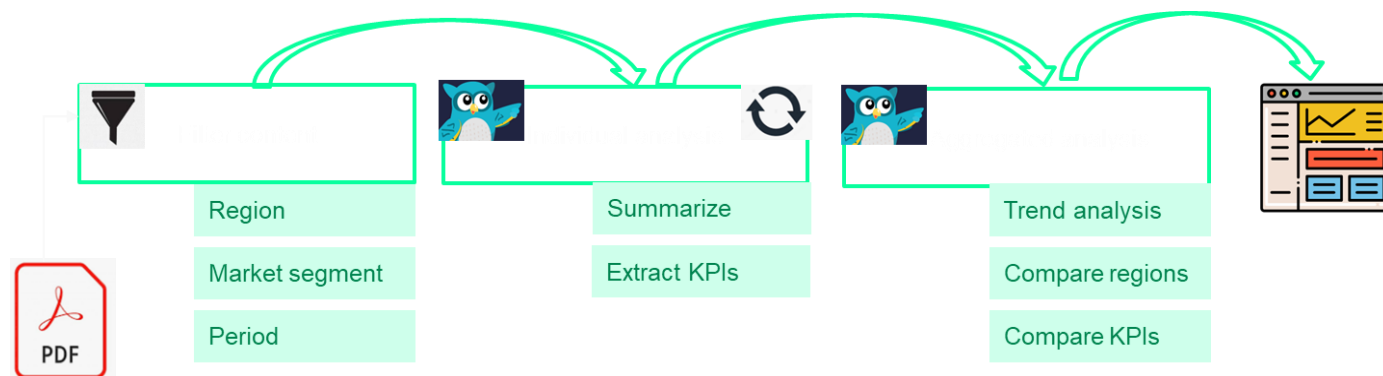 Region
Market segment
Period
PDF
Summarize
Extract KPIs
Trend analysis
Compare regions
Compare KPIs